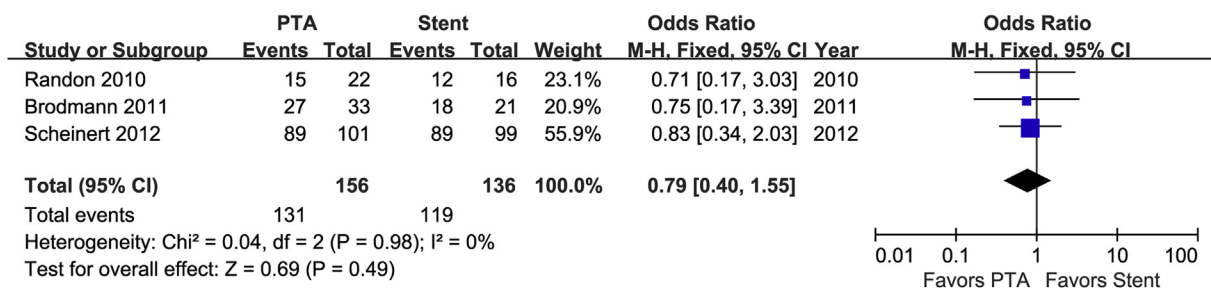 PTA Stent Odds Ratio Odds Ratio
Study or Subgroup Events Total Events Total Weight M-H, Fixed, 95% CI Year M-H, Fixed, 95% CI
Randon 2010 15 22 12 16 23.1% 0.71 [0.17, 3.03] 2010
Brodmann 2011 27 33 18 21 20.9% 0.75 [0.17, 3.39] 2011
Scheinert 2012 89 101 89 99 55.9% 0.83 [0.34, 2.03] 2012
Total (95% CI) 156 136 100.0% 0.79 [0.40, 1.55]
Total events 131 119
Heterogeneity: Chi² = 0.04, df = 2 (P = 0.98); I² = 0%
Test for overall effect: Z = 0.69 (P = 0.49)
0.01 0.1 1 10 100
Favors PTA Favors Stent